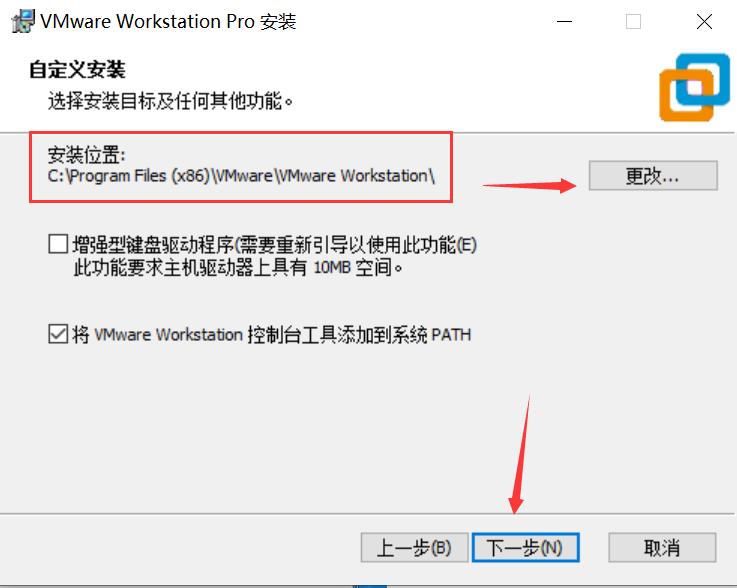 VMware Workstation Pro 安装
自定义安装
选择安装目标及任何其他功能。
安装位置:
C:\Program Files (x86)\VMware\VMware Workstation\
更改...
增强型键盘驱动程序(需要重新引导以使用此功能(E)
此功能要求主机驱动器上具有 10MB 空间。
将 VMware Workstation 控制台工具添加到系统 PATH
上一步(B) 下一步(N) 取消